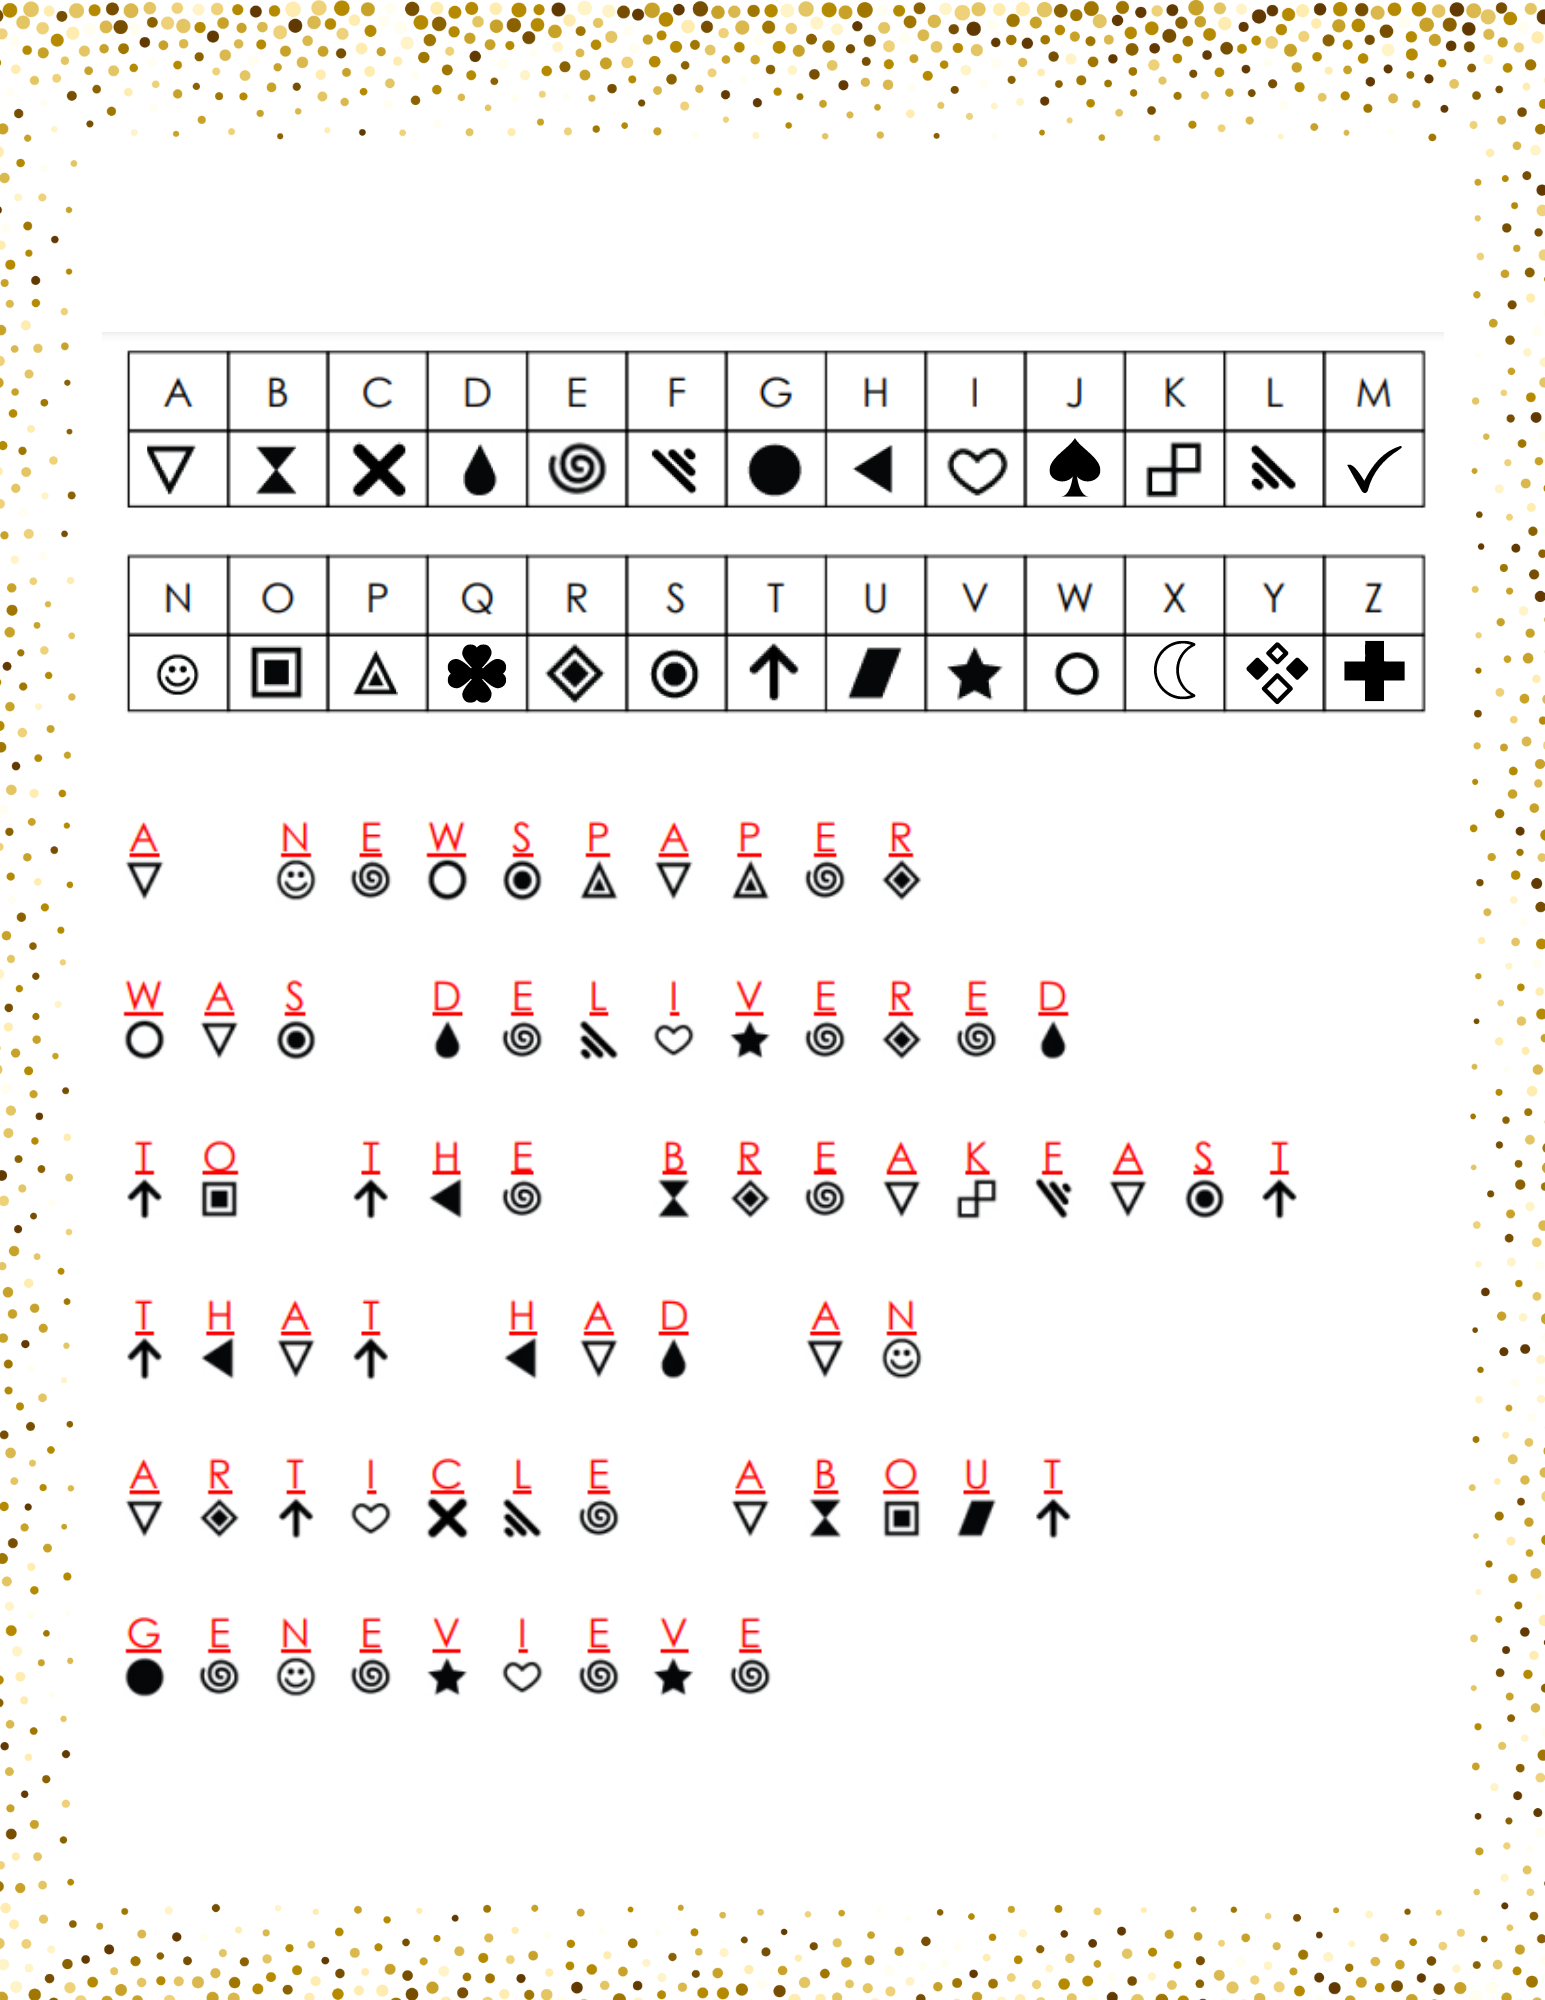 A B C D E F G H I J K L M
N O P Q R S T U V W X Y Z
A NEWSPAPER
WAS DELIVERED
TO THE BREAKFAST
THAT HAD AN
ARTICLE ABOUT
GENEVIEVE